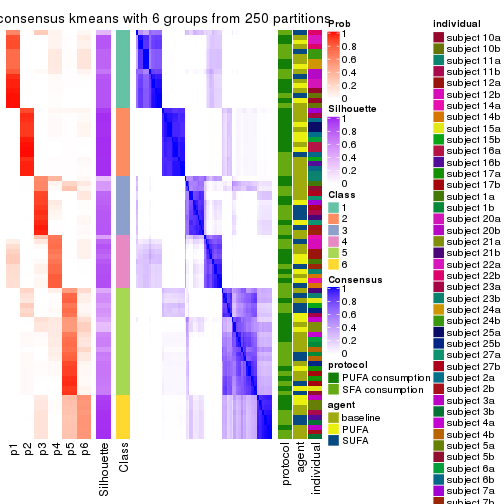 consensus kmeans with 6 groups from 250 partitions
Prob
1
0.8
0.6
0.4
0.2
0
Silhouette
1
0.8
0.6
0.4
0.2
0
Class
1
2
3
4
5
6
Consensus
1
0.8
0.6
0.4
0.2
0
protocol
PUFA consumption
SFA consumption
agent
baseline
PUFA
SUFA
individual
subject 10a
subject 10b
subject 11a
subject 11b
subject 12a
subject 12b
subject 14a
subject 14b
subject 15a
subject 15b
subject 16a
subject 16b
subject 17a
subject 17b
subject 1a
subject 1b
subject 20a
subject 20b
subject 21a
subject 21b
subject 22a
subject 22b
subject 23a
subject 23b
subject 24a
subject 24b
subject 25a
subject 25b
subject 27a
subject 27b
subject 2a
subject 2b
subject 3a
subject 3b
subject 4a
subject 4b
subject 5a
subject 5b
subject 6a
subject 6b
subject 7a
subject 7b
p1
p2
p3
p4
p5
p6
Silhouette
Class
protocol
agent
individual